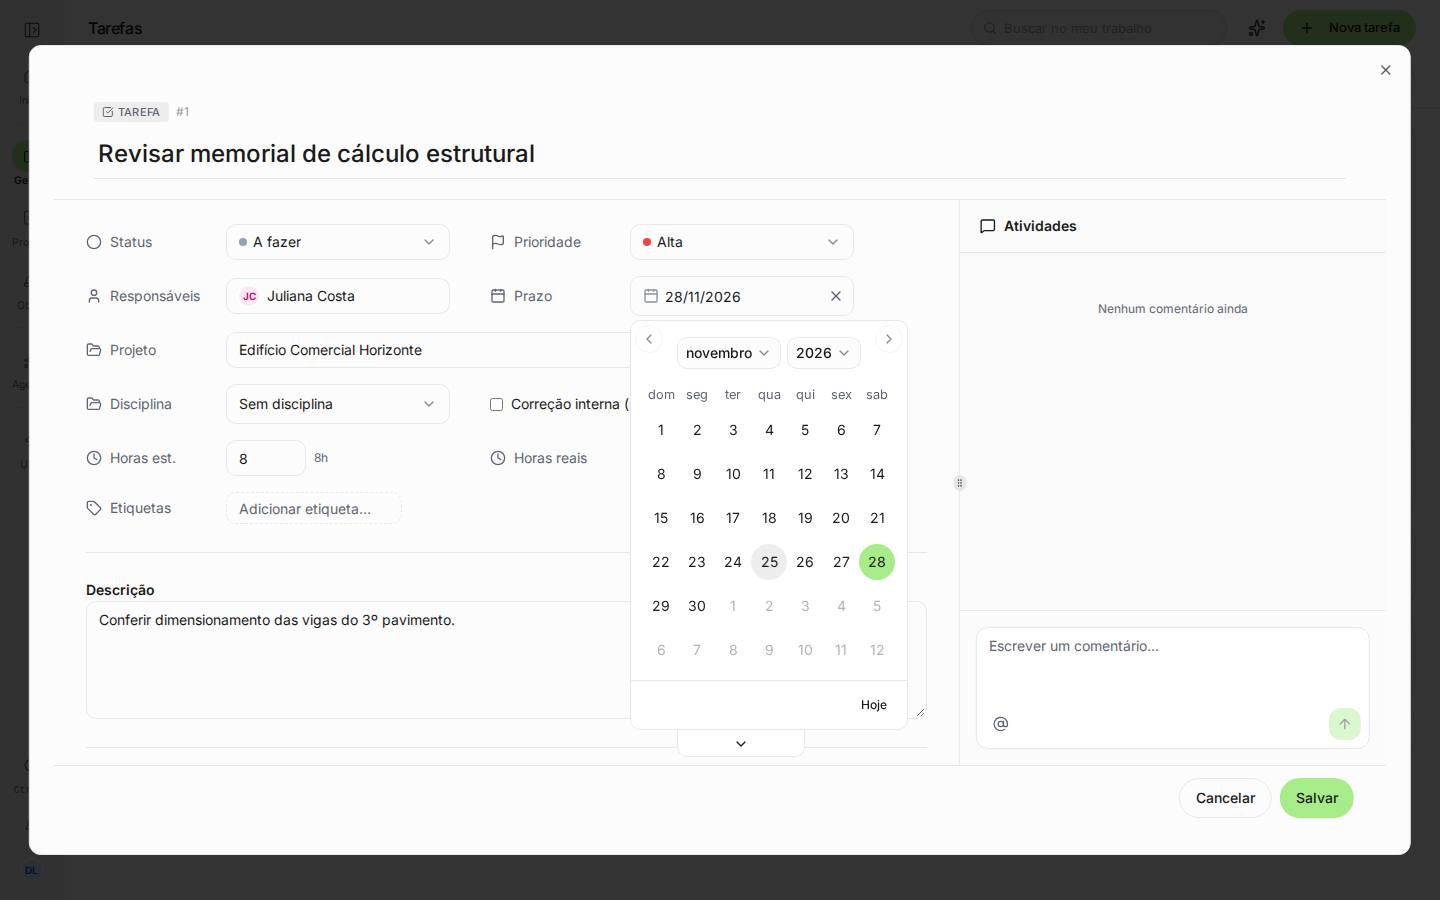 Tarefas
Buscar no meu trabalho
Nova tarefa
TAREFA #1
Revisar memorial de cálculo estrutural
Status
A fazer
Prioridade
Alta
Responsáveis
JC Juliana Costa
Prazo
28/11/2026
Projeto
Edifício Comercial Horizonte
Disciplina
Sem disciplina
Correção interna (
Horas est.
8
8h
Horas reais
Etiquetas
Adicionar etiqueta...
novembro 2026
dom seg ter qua qui sex sab
1 2 3 4 5 6 7
8 9 10 11 12 13 14
15 16 17 18 19 20 21
22 23 24 25 26 27 28
29 30 1 2 3 4 5
6 7 8 9 10 11 12
Hoje
Descrição
Conferir dimensionamento das vigas do 3º pavimento.
Atividades
Nenhum comentário ainda
Escrever um comentário...
@
Cancelar
Salvar
DL